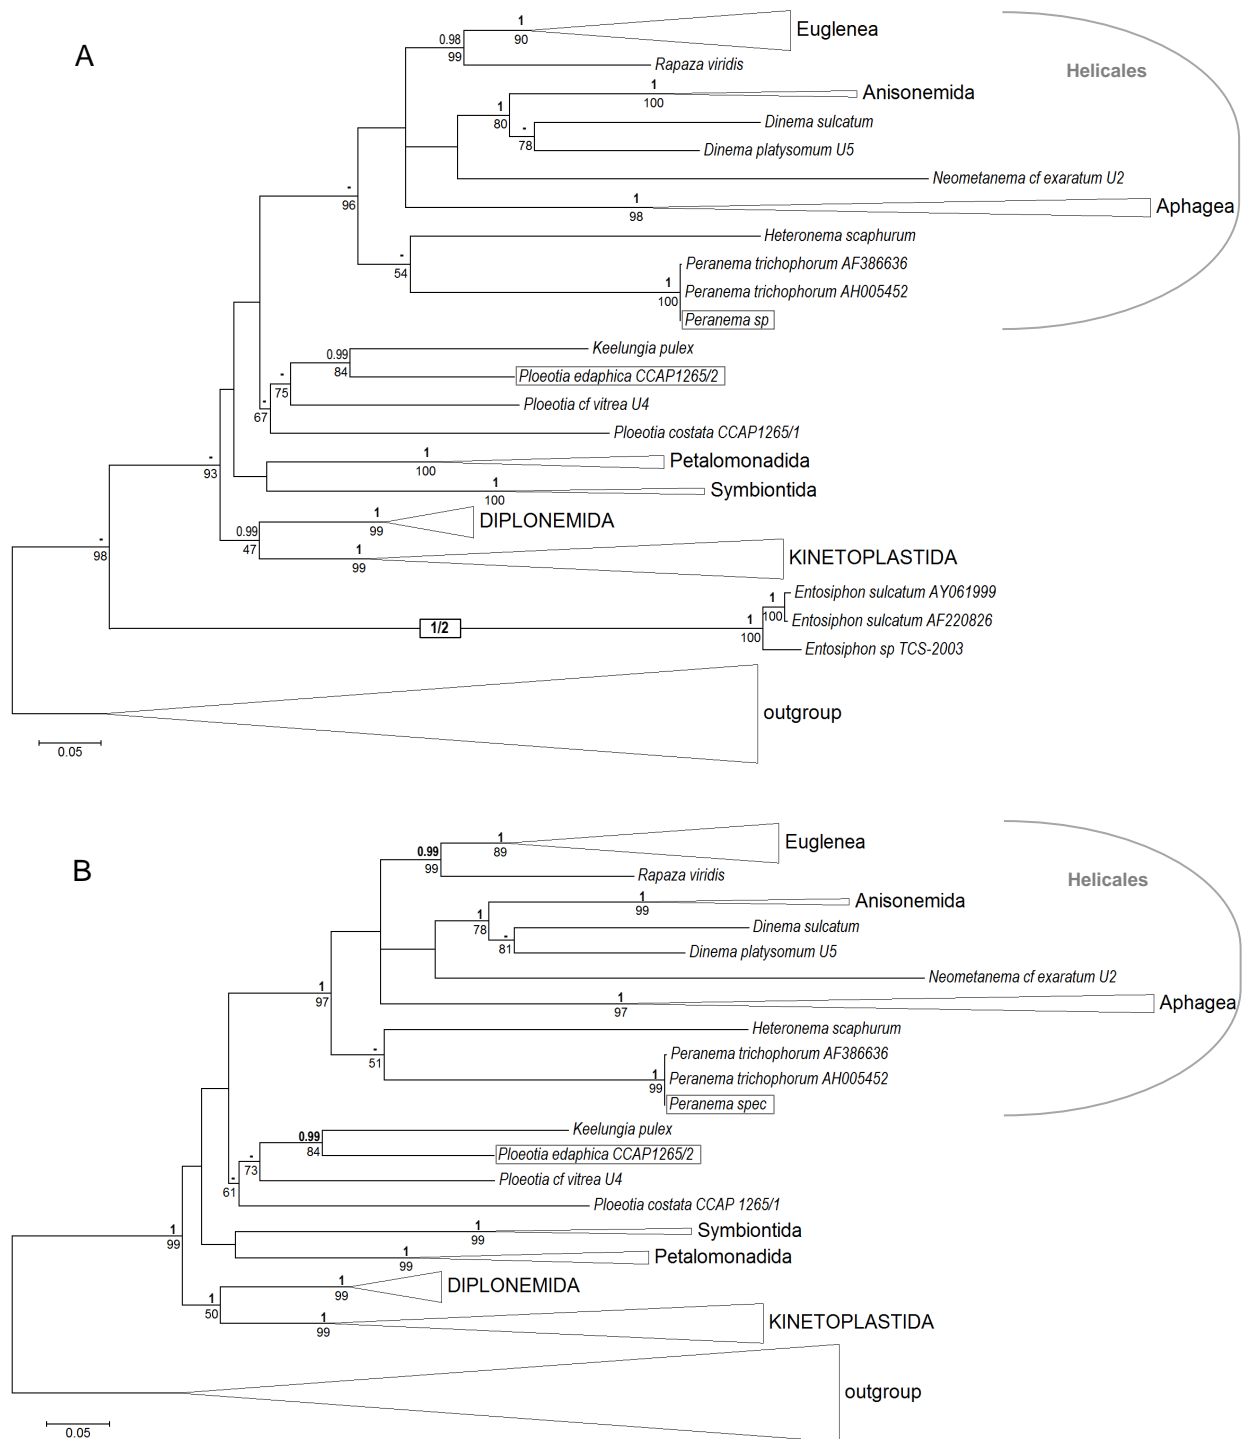 A
1
90
Euglenea
0.98
99
Rapaza viridis
Helicales
1
100
Anisonemida
1
80
Dinema sulcatum
-
78
Dinema platysomum U5
Neometanema cf exaratum U2
-
96
1
98
Aphagea
Heteronema scaphurum
-
54
Peranema trichophorum AF386636
1
100
Peranema trichophorum AH005452
Peranema sp
Keelungia pulex
0.99
84
Ploeotia edaphica CCAP1265/2
-
75
Ploeotia cf vitrea U4
-
67
Ploeotia costata CCAP1265/1
-
93
1
100
Petalomonadida
1
100
Symbiontida
1
99
DIPLONEMIDA
0.99
47
1
99
KINETOPLASTIDA
-
98
Entosiphon sulcatum AY061999
1
100
Entosiphon sulcatum AF220826
1/2
1
100
Entosiphon sp TCS-2003
outgroup
0.05
B
1
89
Euglenea
0.99
99
Rapaza viridis
Helicales
1
99
Anisonemida
1
78
Dinema sulcatum
-
81
Dinema platysomum U5
Neometanema cf exaratum U2
1
97
1
97
Aphagea
Heteronema scaphurum
-
51
Peranema trichophorum AF386636
1
99
Peranema trichophorum AH005452
Peranema spec
Keelungia pulex
0.99
84
Ploeotia edaphica CCAP1265/2
-
73
Ploeotia cf vitrea U4
-
61
Ploeotia costata CCAP 1265/1
1
99
1
99
Symbiontida
1
99
Petalomonadida
1
99
DIPLONEMIDA
1
50
1
99
KINETOPLASTIDA
outgroup
0.05